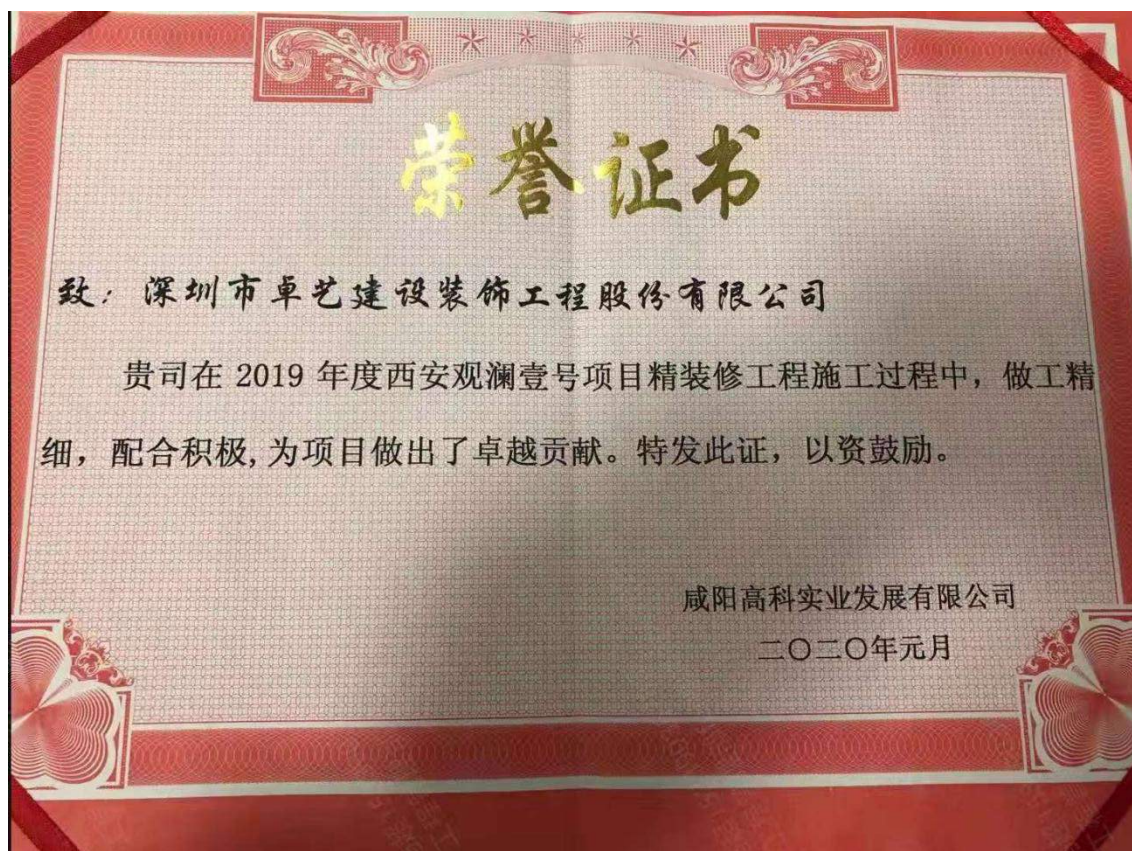 荣誉证书
致：深圳市卓艺建设装饰工程股份有限公司
贵司在 2019 年度西安观澜壹号项目精装修工程施工过程中，做工精
细，配合积极,为项目做出了卓越贡献。特发此证，以资鼓励。
咸阳高科实业发展有限公司
二〇二〇年元月